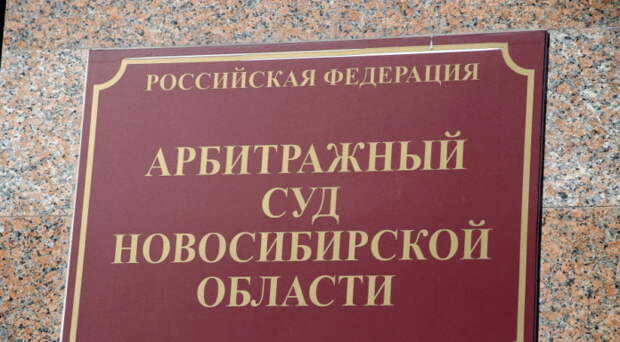 РОССИЙСКАЯ ФЕДЕРАЦИЯ
АРБИТРАЖНЫЙ
СУД
НОВОСИБИРСКОЙ
ОБЛАСТИ